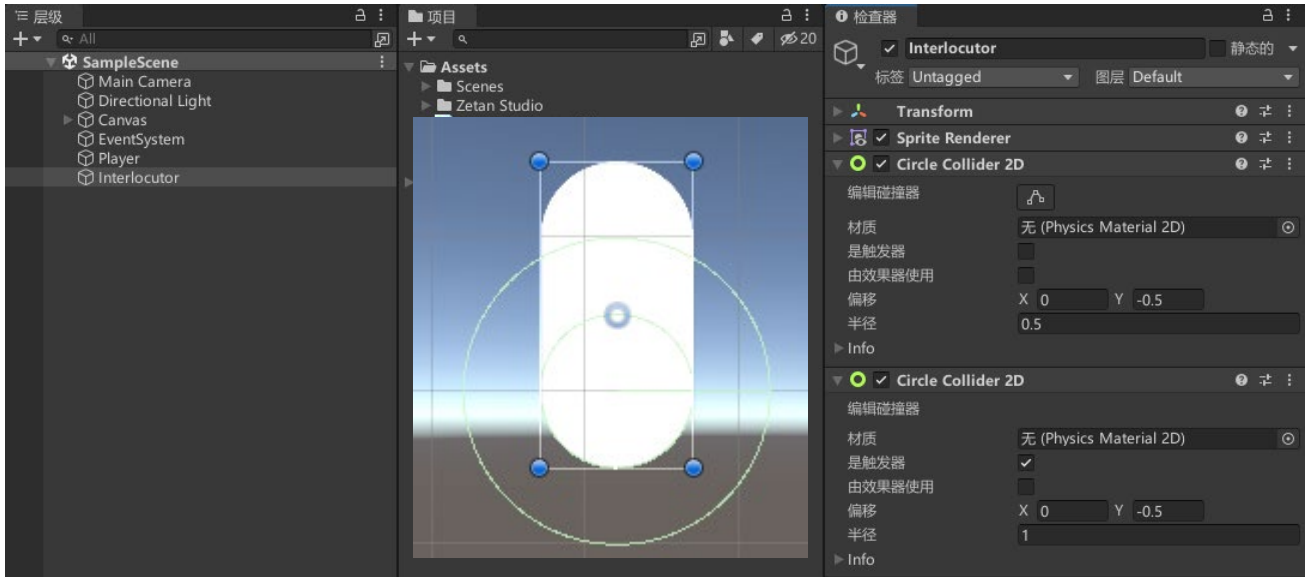 层级
All
SampleScene
Main Camera
Directional Light
Canvas
EventSystem
Player
Interlocutor
项目
20
Assets
Scenes
Zetan Studio
检查器
Interlocutor
静态的
标签 Untagged
图层 Default
Transform
Sprite Renderer
Circle Collider 2D
编辑碰撞器
材质 无 (Physics Material 2D)
是触发器
由效果器使用
偏移 X 0 Y -0.5
半径 0.5
Info
Circle Collider 2D
编辑碰撞器
材质 无 (Physics Material 2D)
是触发器
由效果器使用
偏移 X 0 Y -0.5
半径 1
Info